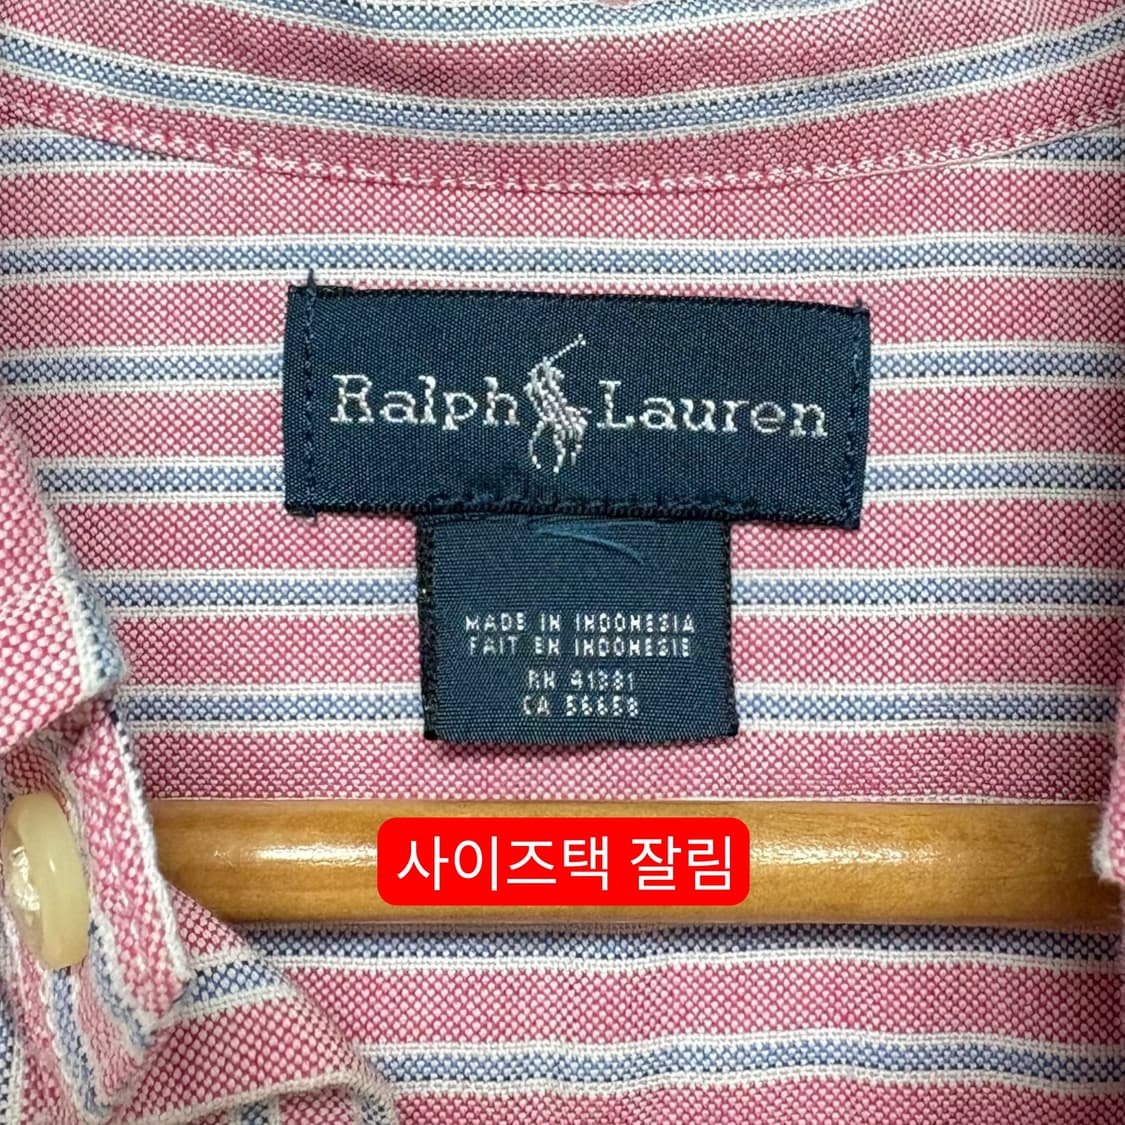 Ralph Lauren
MADE IN INDONESIA
FAIT EN INDONESIE
RN 41381
CA 56658
사이즈택 잘림